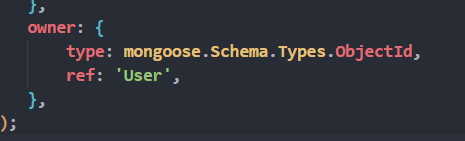 },
owner: {
type: mongoose.Schema.Types.ObjectId,
ref: 'User',
},
);